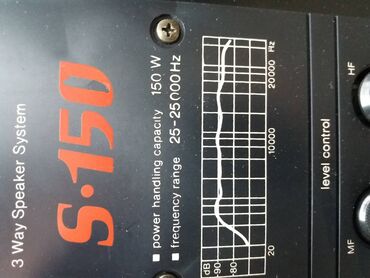 3 Way Speaker System
S·150
power handling capacity 150 W
frequency range 25-25000 Hz
dB
90
80
20 10000 20000 Hz
level control
MF HF